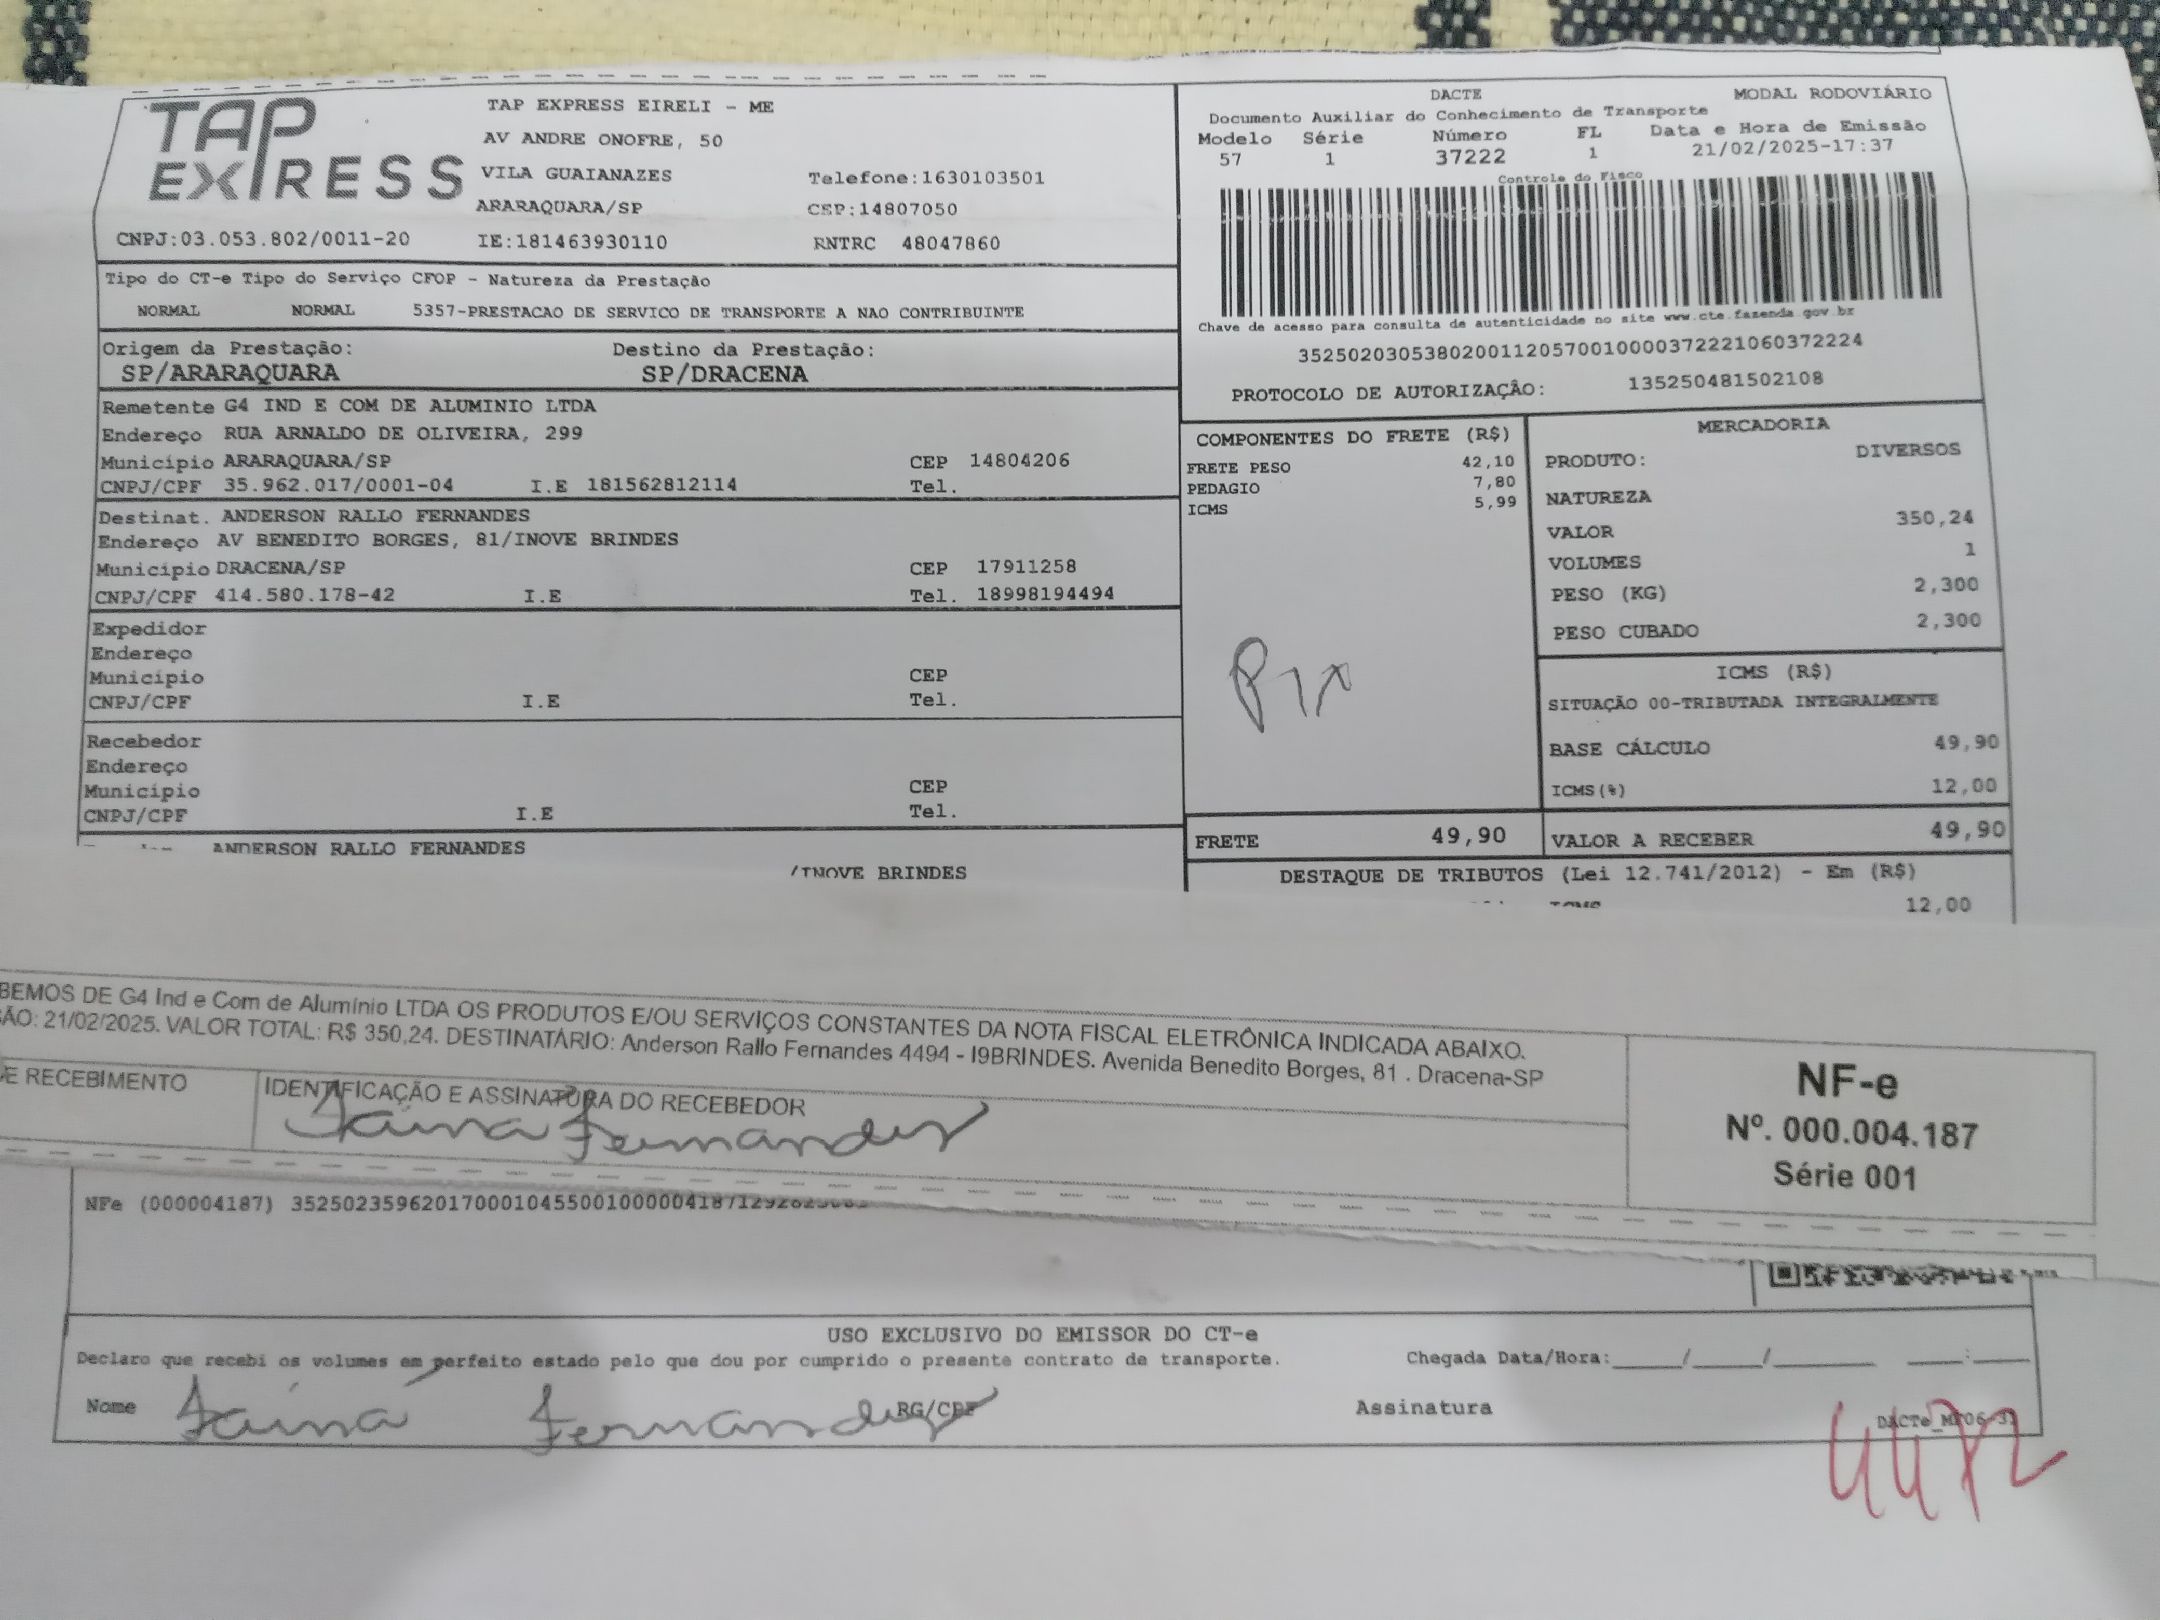 TAP EXPRESS
TAP EXPRESS EIRELI - ME
AV ANDRE ONOFRE, 50
VILA GUAIANAZES Telefone:1630103501
ARARAQUARA/SP CEP:14807050
CNPJ:03.053.802/0011-20 IE:181463930110 RNTRC 48047860
DACTE MODAL RODOVIÁRIO
Documento Auxiliar do Conhecimento de Transporte
Modelo Série Número FL Data e Hora de Emissão
57 1 37222 1 21/02/2025-17:37
Controle do Fisco
Chave de acesso para consulta de autenticidade no site www.cte.fazenda.gov.br
35250203053802001120570010000372221060372224
PROTOCOLO DE AUTORIZAÇÃO: 135250481502108
Tipo do CT-e Tipo do Serviço CFOP - Natureza da Prestação
NORMAL NORMAL 5357-PRESTACAO DE SERVICO DE TRANSPORTE A NAO CONTRIBUINTE
Origem da Prestação: Destino da Prestação:
SP/ARARAQUARA SP/DRACENA
Remetente G4 IND E COM DE ALUMINIO LTDA
Endereço RUA ARNALDO DE OLIVEIRA, 299
Município ARARAQUARA/SP CEP 14804206
CNPJ/CPF 35.962.017/0001-04 I.E 181562812114 Tel.
Destinat. ANDERSON RALLO FERNANDES
Endereço AV BENEDITO BORGES, 81/INOVE BRINDES
Município DRACENA/SP CEP 17911258
CNPJ/CPF 414.580.178-42 I.E Tel. 18998194494
Expedidor
Endereço
Município CEP
CNPJ/CPF I.E Tel.
Recebedor
Endereço
Município CEP
CNPJ/CPF I.E Tel.
ANDERSON RALLO FERNANDES
/INOVE BRINDES
COMPONENTES DO FRETE (R$)
FRETE PESO 42,10
PEDAGIO 7,80
ICMS 5,99
Pix
FRETE 49,90
MERCADORIA
PRODUTO: DIVERSOS
NATUREZA
VALOR 350,24
VOLUMES 1
PESO (KG) 2,300
PESO CUBADO 2,300
ICMS (R$)
SITUAÇÃO 00-TRIBUTADA INTEGRALMENTE
BASE CÁLCULO 49,90
ICMS(%) 12,00
VALOR A RECEBER 49,90
DESTAQUE DE TRIBUTOS (Lei 12.741/2012) - Em (R$)
ICMS 12,00
BEMOS DE G4 Ind e Com de Alumínio LTDA OS PRODUTOS E/OU SERVIÇOS CONSTANTES DA NOTA FISCAL ELETRÔNICA INDICADA ABAIXO.
ÃO: 21/02/2025. VALOR TOTAL: R$ 350,24. DESTINATÁRIO: Anderson Rallo Fernandes 4494 - I9BRINDES. Avenida Benedito Borges, 81 . Dracena-SP
E RECEBIMENTO IDENTIFICAÇÃO E ASSINATURA DO RECEBEDOR
Tainá Fernandes
NF-e
Nº. 000.004.187
Série 001
NFe (000004187)
USO EXCLUSIVO DO EMISSOR DO CT-e
Declaro que recebi os volumes em perfeito estado pelo que dou por cumprido o presente contrato de transporte. Chegada Data/Hora:_____/_____/_______ ____:____
Nome Tainá Fernandes RG/CPF Assinatura